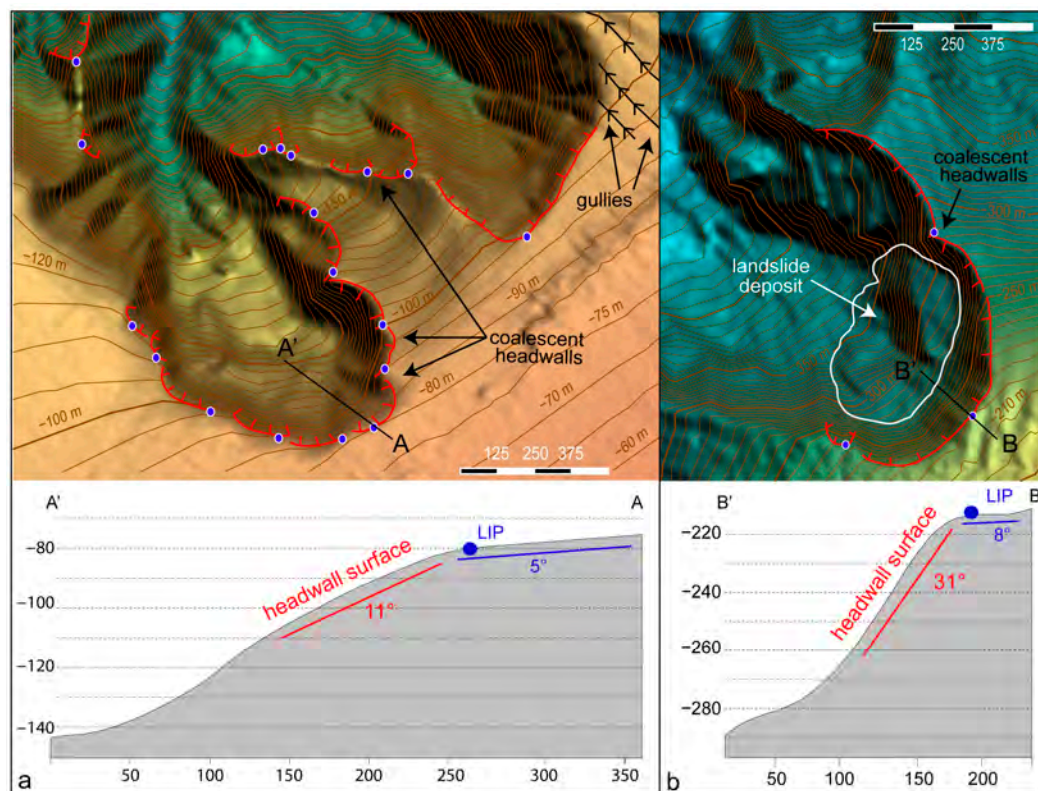 125 250 375
-120 m
-150 m
gullies
-90 m
-100 m
-75 m
coalescent
headwalls
A'
-80 m
-70 m
-100 m
A
-60 m
125 250 375
coalescent
headwalls
-300 m
landslide
deposit
B'
-210 m
B
A' A
LIP
-80
headwall surface
5°
-100
11°
-120
-140
50 100 150 200 250 300 350
a
B' B
LIP
-220
8°
headwall surface
-240
31°
-260
-280
50 100 150 200
b